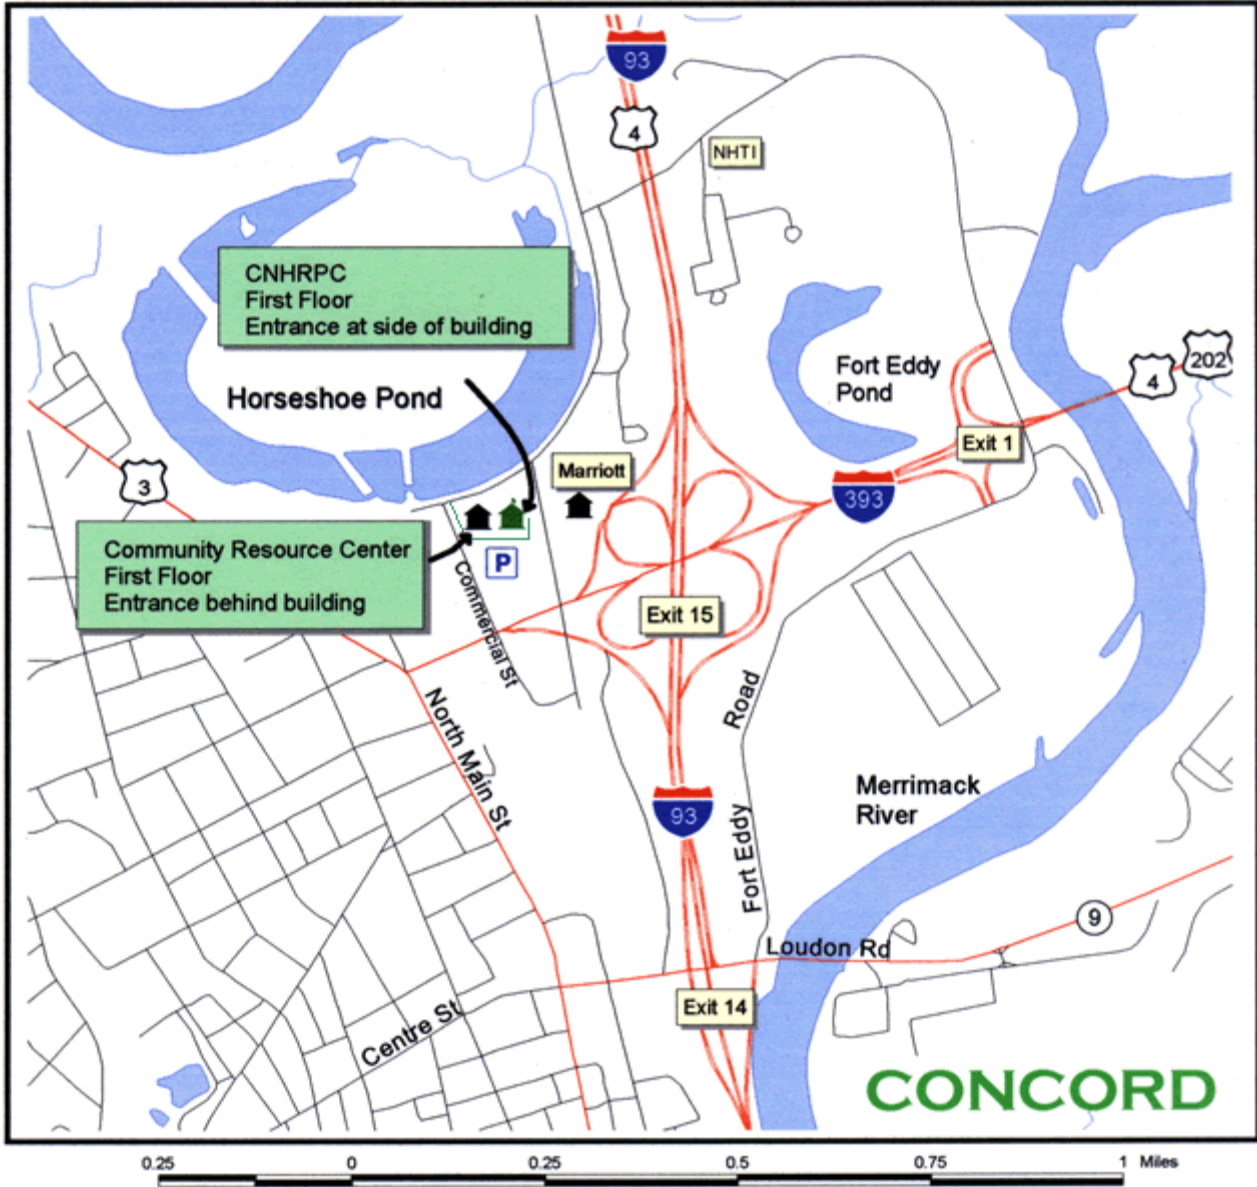 93
4
NHTI
CNHRPC
First Floor
Entrance at side of building
Horseshoe Pond
Fort Eddy
Pond
4
202
3
Marriott
Exit 1
393
Community Resource Center
First Floor
Entrance behind building
P
Commercial St
Exit 15
North Main St
Road
Fort Eddy
93
Merrimack
River
9
Loudon Rd
Exit 14
Centre St
CONCORD
0.25 0 0.25 0.5 0.75 1 Miles